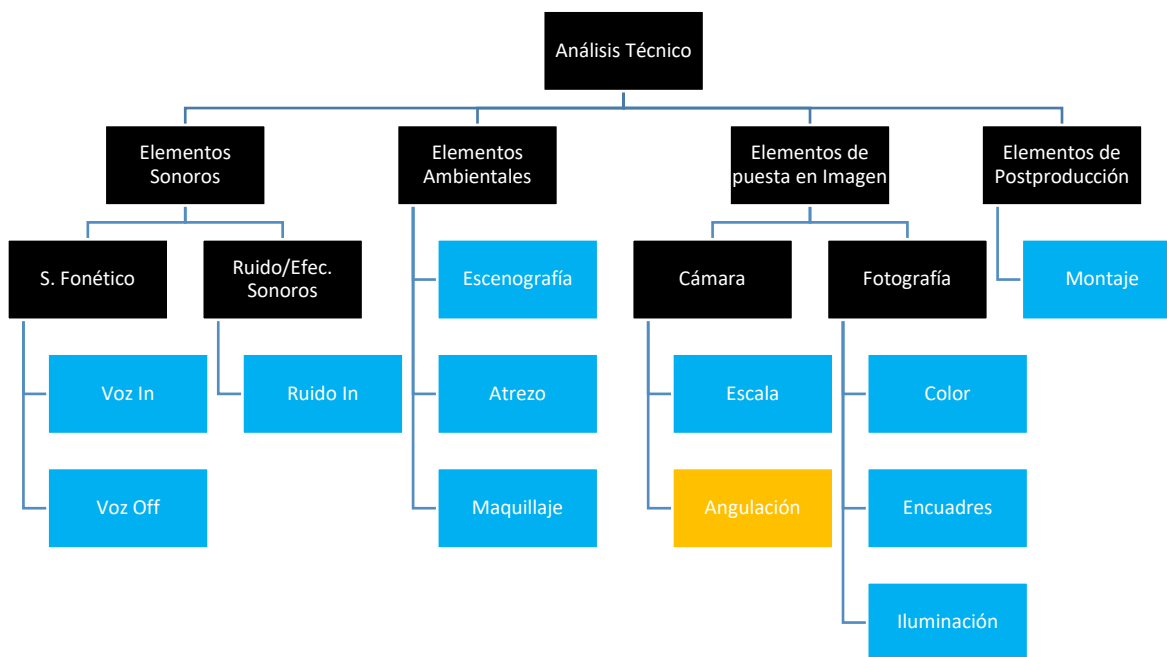 Análisis Técnico
Elementos
Sonoros
Elementos
Ambientales
Elementos de
puesta en Imagen
Elementos de
Postproducción
S. Fonético
Ruido/Efec.
Sonoros
Escenografía
Cámara
Fotografía
Montaje
Voz In
Ruido In
Atrezo
Escala
Color
Voz Off
Maquillaje
Angulación
Encuadres
Iluminación